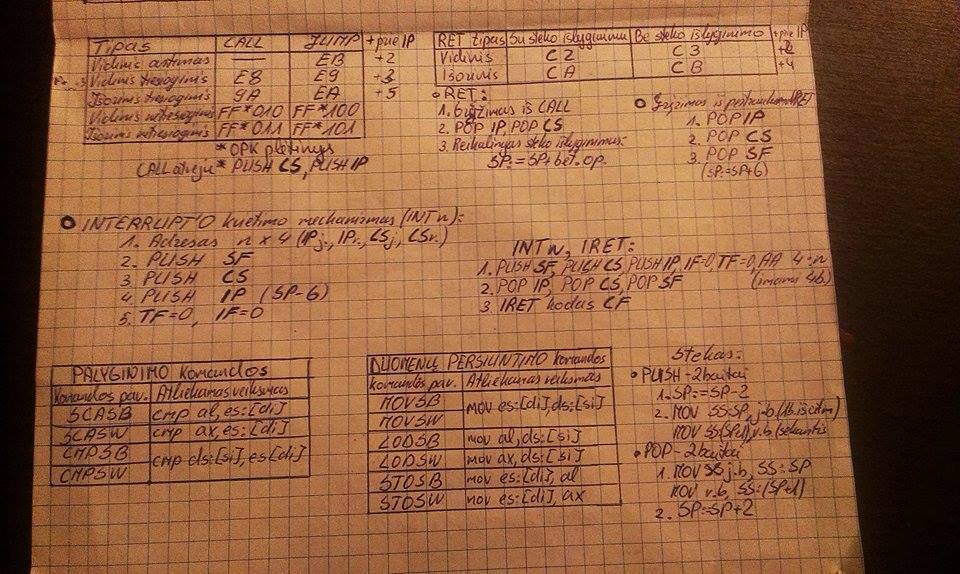 Tipas CALL JUMP +prie IP
Vidinis artimas — EB +2
Vidinis tiesioginis E8 E9 +3
Išorinis tiesioginis 9A EA +5
Vidinis netiesioginis FF*010 FF*100
Išorinis netiesioginis FF*011 FF*101
* OPK plėtinys
CALL atveju* PUSH CS, PUSH IP
RET tipas Su steko išlyginimu Be steko išlyginimo +prie IP
Vidinis C2 C3 +2
Išorinis CA CB +4
RET:
1. Grįžimas iš CALL
2. POP IP, POP CS
3. Reikalingas steko išlyginimas:
SP:=SP+bet.op.
Grįžimas iš pertraukimo IRET
1. POP IP
2. POP CS
3. POP SF
(SP:=SP+6)
INTERRUPT'O kvietimo mechanizmas (INT n):
1. Adresas n x 4 (IPj., IPv., CSj, CSv.)
2. PUSH SF
3. PUSH CS
4. PUSH IP (SP-6)
5. TF=0, IF=0
INT n, IRET:
1. PUSH SF, PUSH CS, PUSH IP, IF=0, TF=0, AA 4·n
(imami 4b.)
2. POP IP, POP CS, POP SF
3. IRET kodas CF
PALYGINIMO komandos
komandos pav. Atliekamas veiksmas
SCASB cmp al, es:[di]
SCASW cmp ax, es:[di]
CMPSB cmp ds:[si], es[di]
CMPSW
DUOMENŲ PERSIUNTIMO komandos
komandos pav. Atliekamas veiksmas
MOVSB mov es:[di], ds:[si]
MOVSW
LODSB mov al, ds:[si]
LODSW mov ax, ds:[si]
STOSB mov es:[di], al
STOSW mov es:[di], ax
Stekas:
PUSH - 2 baitai
1. SP:=SP-2
2. MOV SS:SP, j.b.
MOV SS:(SP+1), v.b.
POP - 2 baitai
1. MOV j.b, SS:SP
MOV v.b, SS:(SP+1)
2. SP:=SP+2